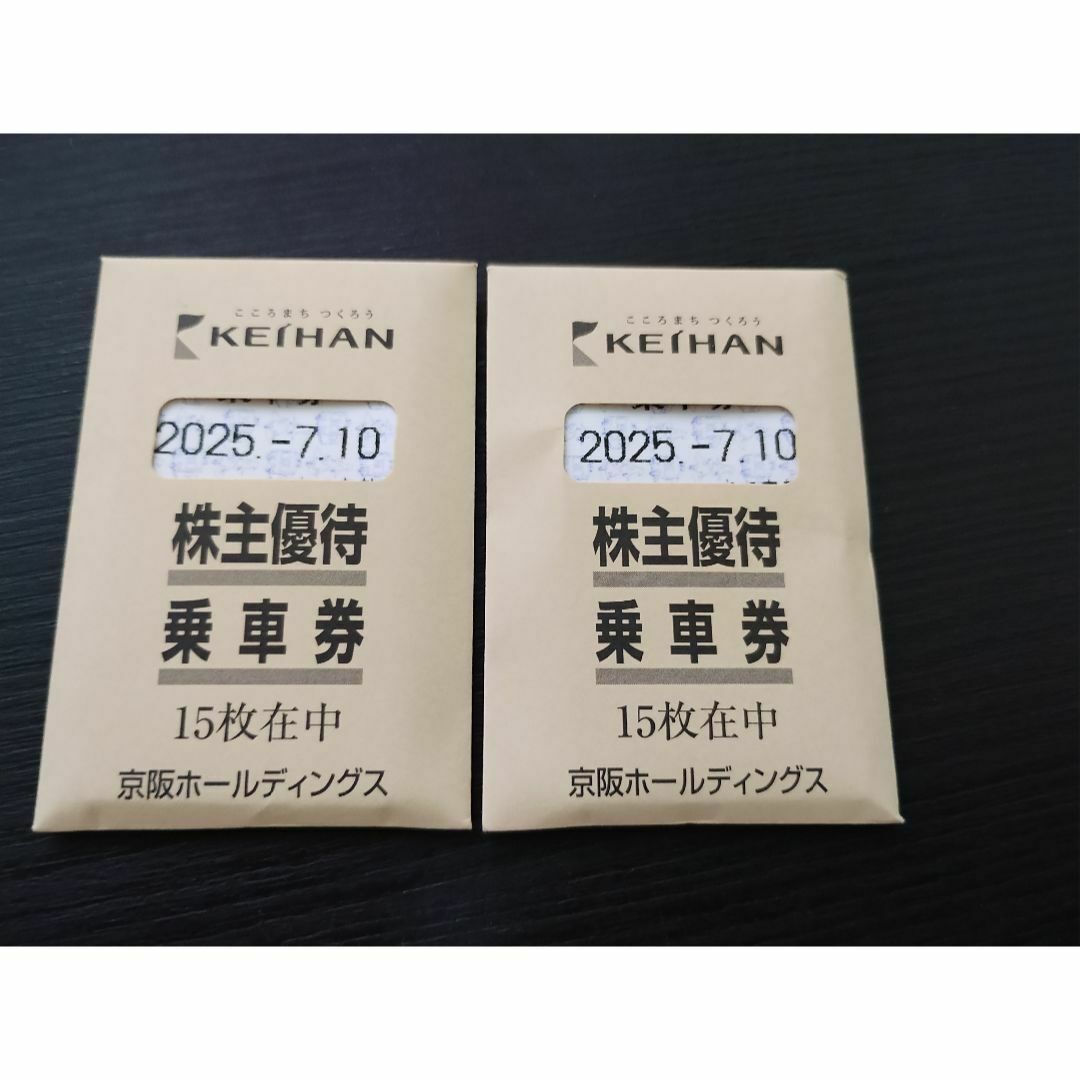 こころまち つくろう
KEIHAN
2025.-7.10
株主優待
乗車券
15枚在中
京阪ホールディングス
こころまち つくろう
KEIHAN
2025.-7.10
株主優待
乗車券
15枚在中
京阪ホールディングス